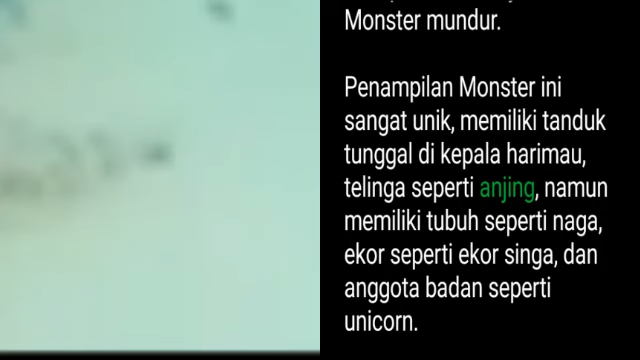 Monster mundur.
Penampilan Monster ini
sangat unik, memiliki tanduk
tunggal di kepala harimau,
telinga seperti anjing, namun
memiliki tubuh seperti naga,
ekor seperti ekor singa, dan
anggota badan seperti
unicorn.